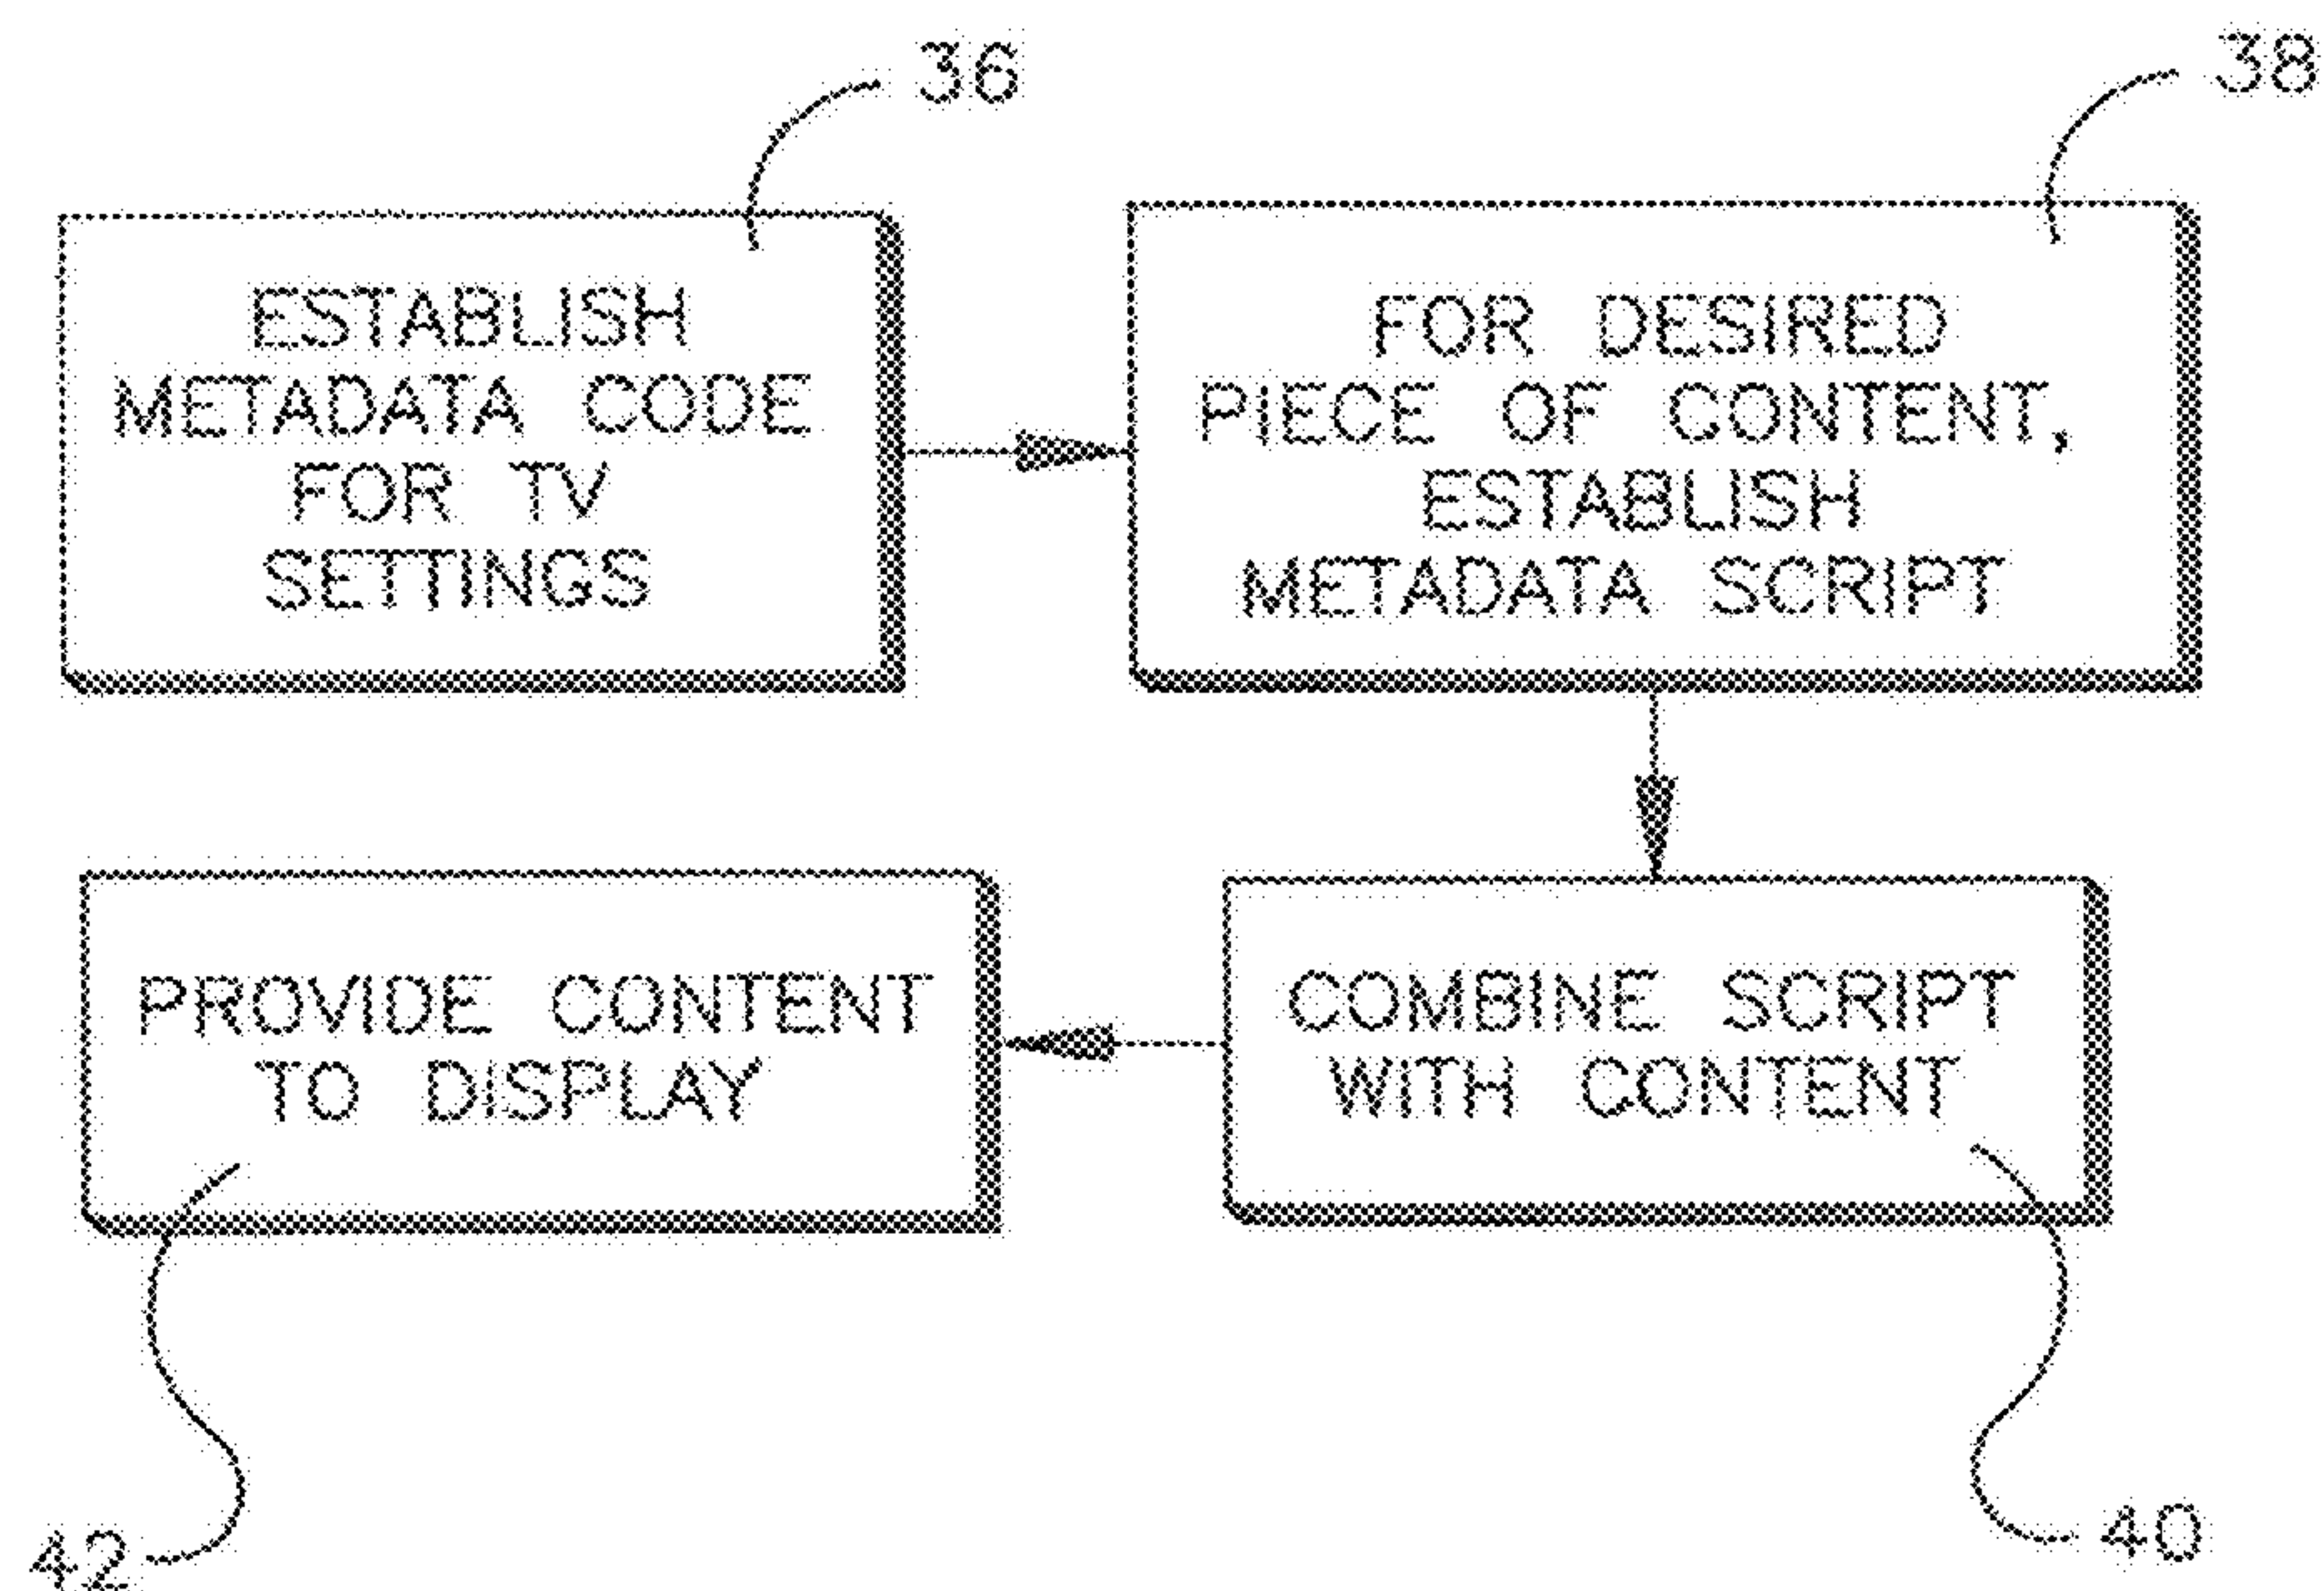 36
ESTABLISH
METADATA CODE
FOR TV
SETTINGS
38
FOR DESIRED
PIECE OF CONTENT,
ESTABLISH
METADATA SCRIPT
COMBINE SCRIPT
WITH CONTENT
40
PROVIDE CONTENT
TO DISPLAY
42